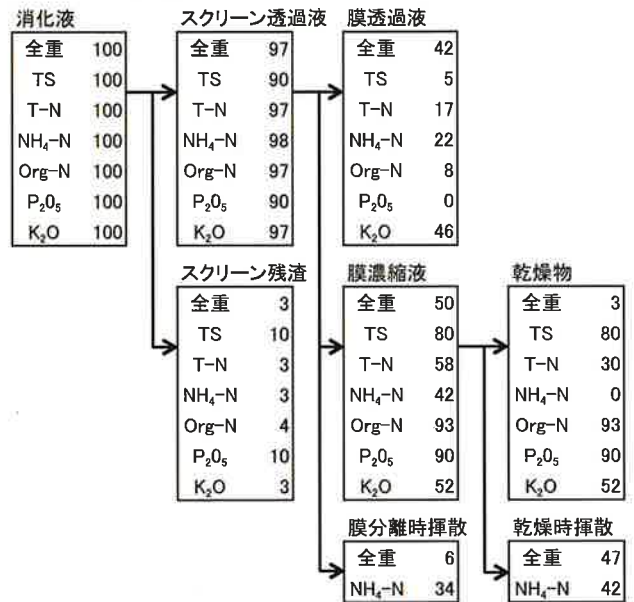 消化液
全重 100
TS 100
T-N 100
NH₄-N 100
Org-N 100
P₂0₅ 100
K₂O 100
スクリーン透過液
全重 97
TS 90
T-N 97
NH₄-N 98
Org-N 97
P₂0₅ 90
K₂O 97
膜透過液
全重 42
TS 5
T-N 17
NH₄-N 22
Org-N 8
P₂0₅ 0
K₂O 46
スクリーン残渣
全重 3
TS 10
T-N 3
NH₄-N 3
Org-N 4
P₂0₅ 10
K₂O 3
膜濃縮液
全重 50
TS 80
T-N 58
NH₄-N 42
Org-N 93
P₂0₅ 90
K₂O 52
乾燥物
全重 3
TS 80
T-N 30
NH₄-N 0
Org-N 93
P₂0₅ 90
K₂O 52
膜分離時揮散
全重 6
NH₄-N 34
乾燥時揮散
全重 47
NH₄-N 42